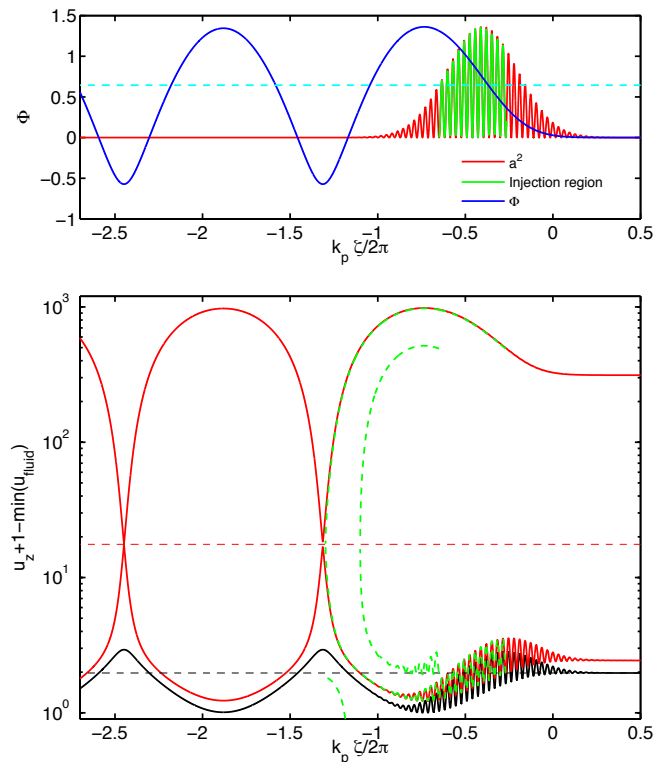 1.5
1
0.5
0
−0.5
−1
Φ
a²
Injection region
Φ
−2.5 −2 −1.5 −1 −0.5 0 0.5
k_p ζ/2π
10³
10²
10¹
10⁰
u_z+1−min(u_fluid)
−2.5 −2 −1.5 −1 −0.5 0 0.5
k_p ζ/2π